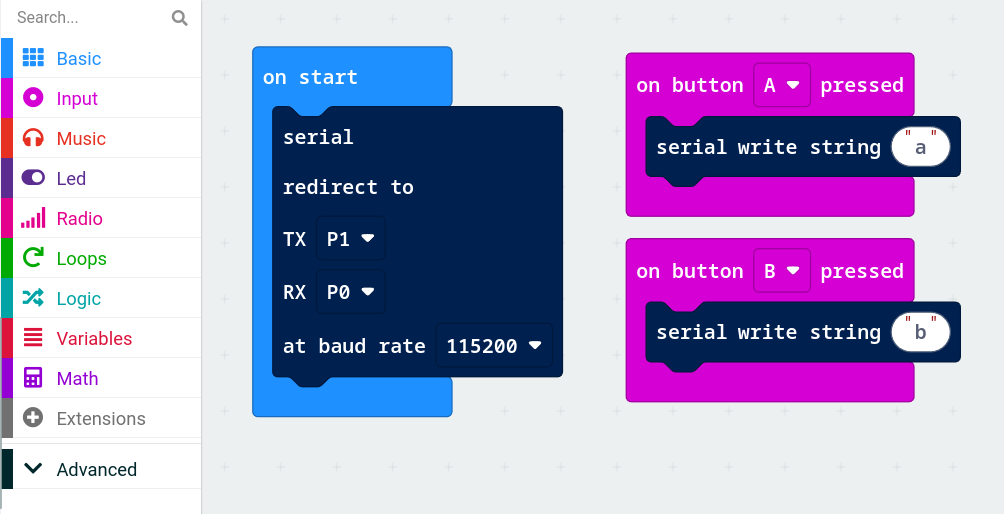 Search...
Basic
Input
Music
Led
Radio
Loops
Logic
Variables
Math
Extensions
Advanced
on start
serial
redirect to
TX P1
RX P0
at baud rate 115200
on button A pressed
serial write string "a"
on button B pressed
serial write string "b"